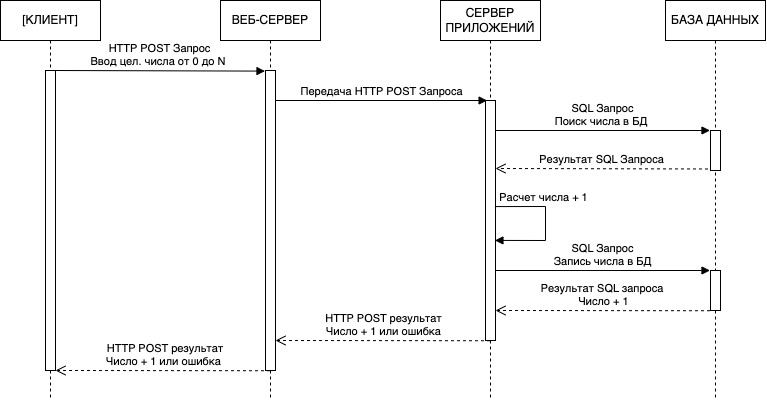 [КЛИЕНТ]
ВЕБ-СЕРВЕР
СЕРВЕР
ПРИЛОЖЕНИЙ
БАЗА ДАННЫХ
HTTP POST Запрос
Ввод цел. числа от 0 до N
Передача HTTP POST Запроса
SQL Запрос
Поиск числа в БД
Результат SQL Запроса
Расчет числа + 1
SQL Запрос
Запись числа в БД
Результат SQL запроса
Число + 1
HTTP POST результат
Число + 1 или ошибка
HTTP POST результат
Число + 1 или ошибка